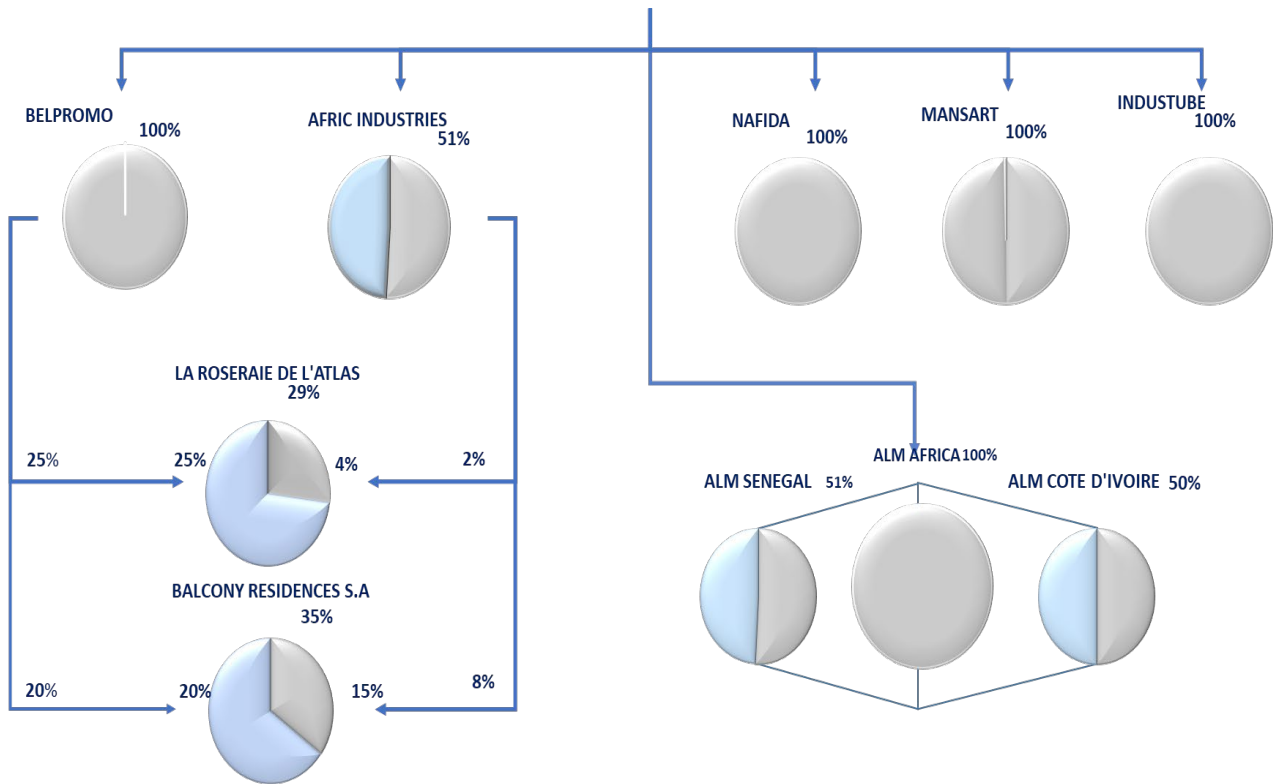 BELPROMO
100%
AFRIC INDUSTRIES
51%
NAFIDA
100%
MANSART
100%
INDUSTUBE
100%
LA ROSERAIE DE L'ATLAS
29%
25%
25%
4%
2%
BALCONY RESIDENCES S.A
35%
20%
20%
15%
8%
ALM AFRICA 100%
ALM SENEGAL 51%
ALM COTE D'IVOIRE 50%